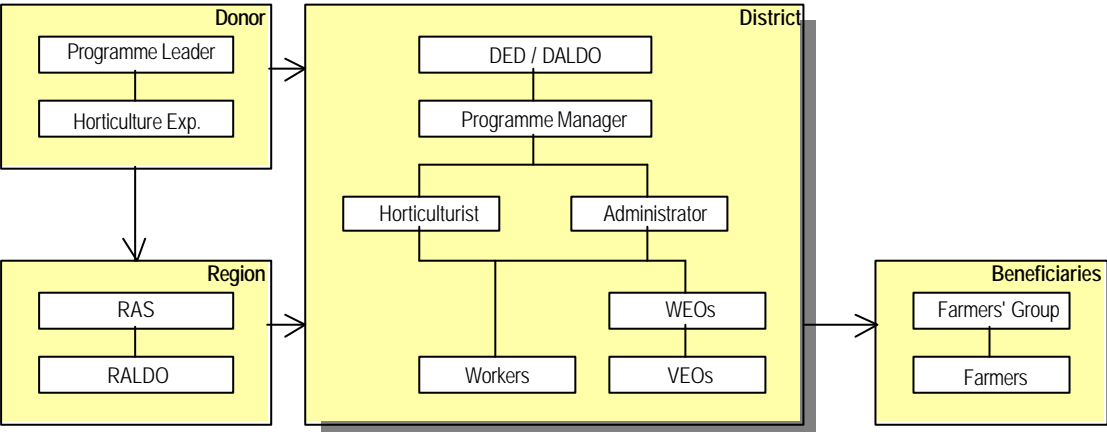 Donor
Programme Leader
Horticulture Exp.
Region
RAS
RALDO
District
DED / DALDO
Programme Manager
Horticulturist
Administrator
WEOs
Workers
VEOs
Beneficiaries
Farmers' Group
Farmers